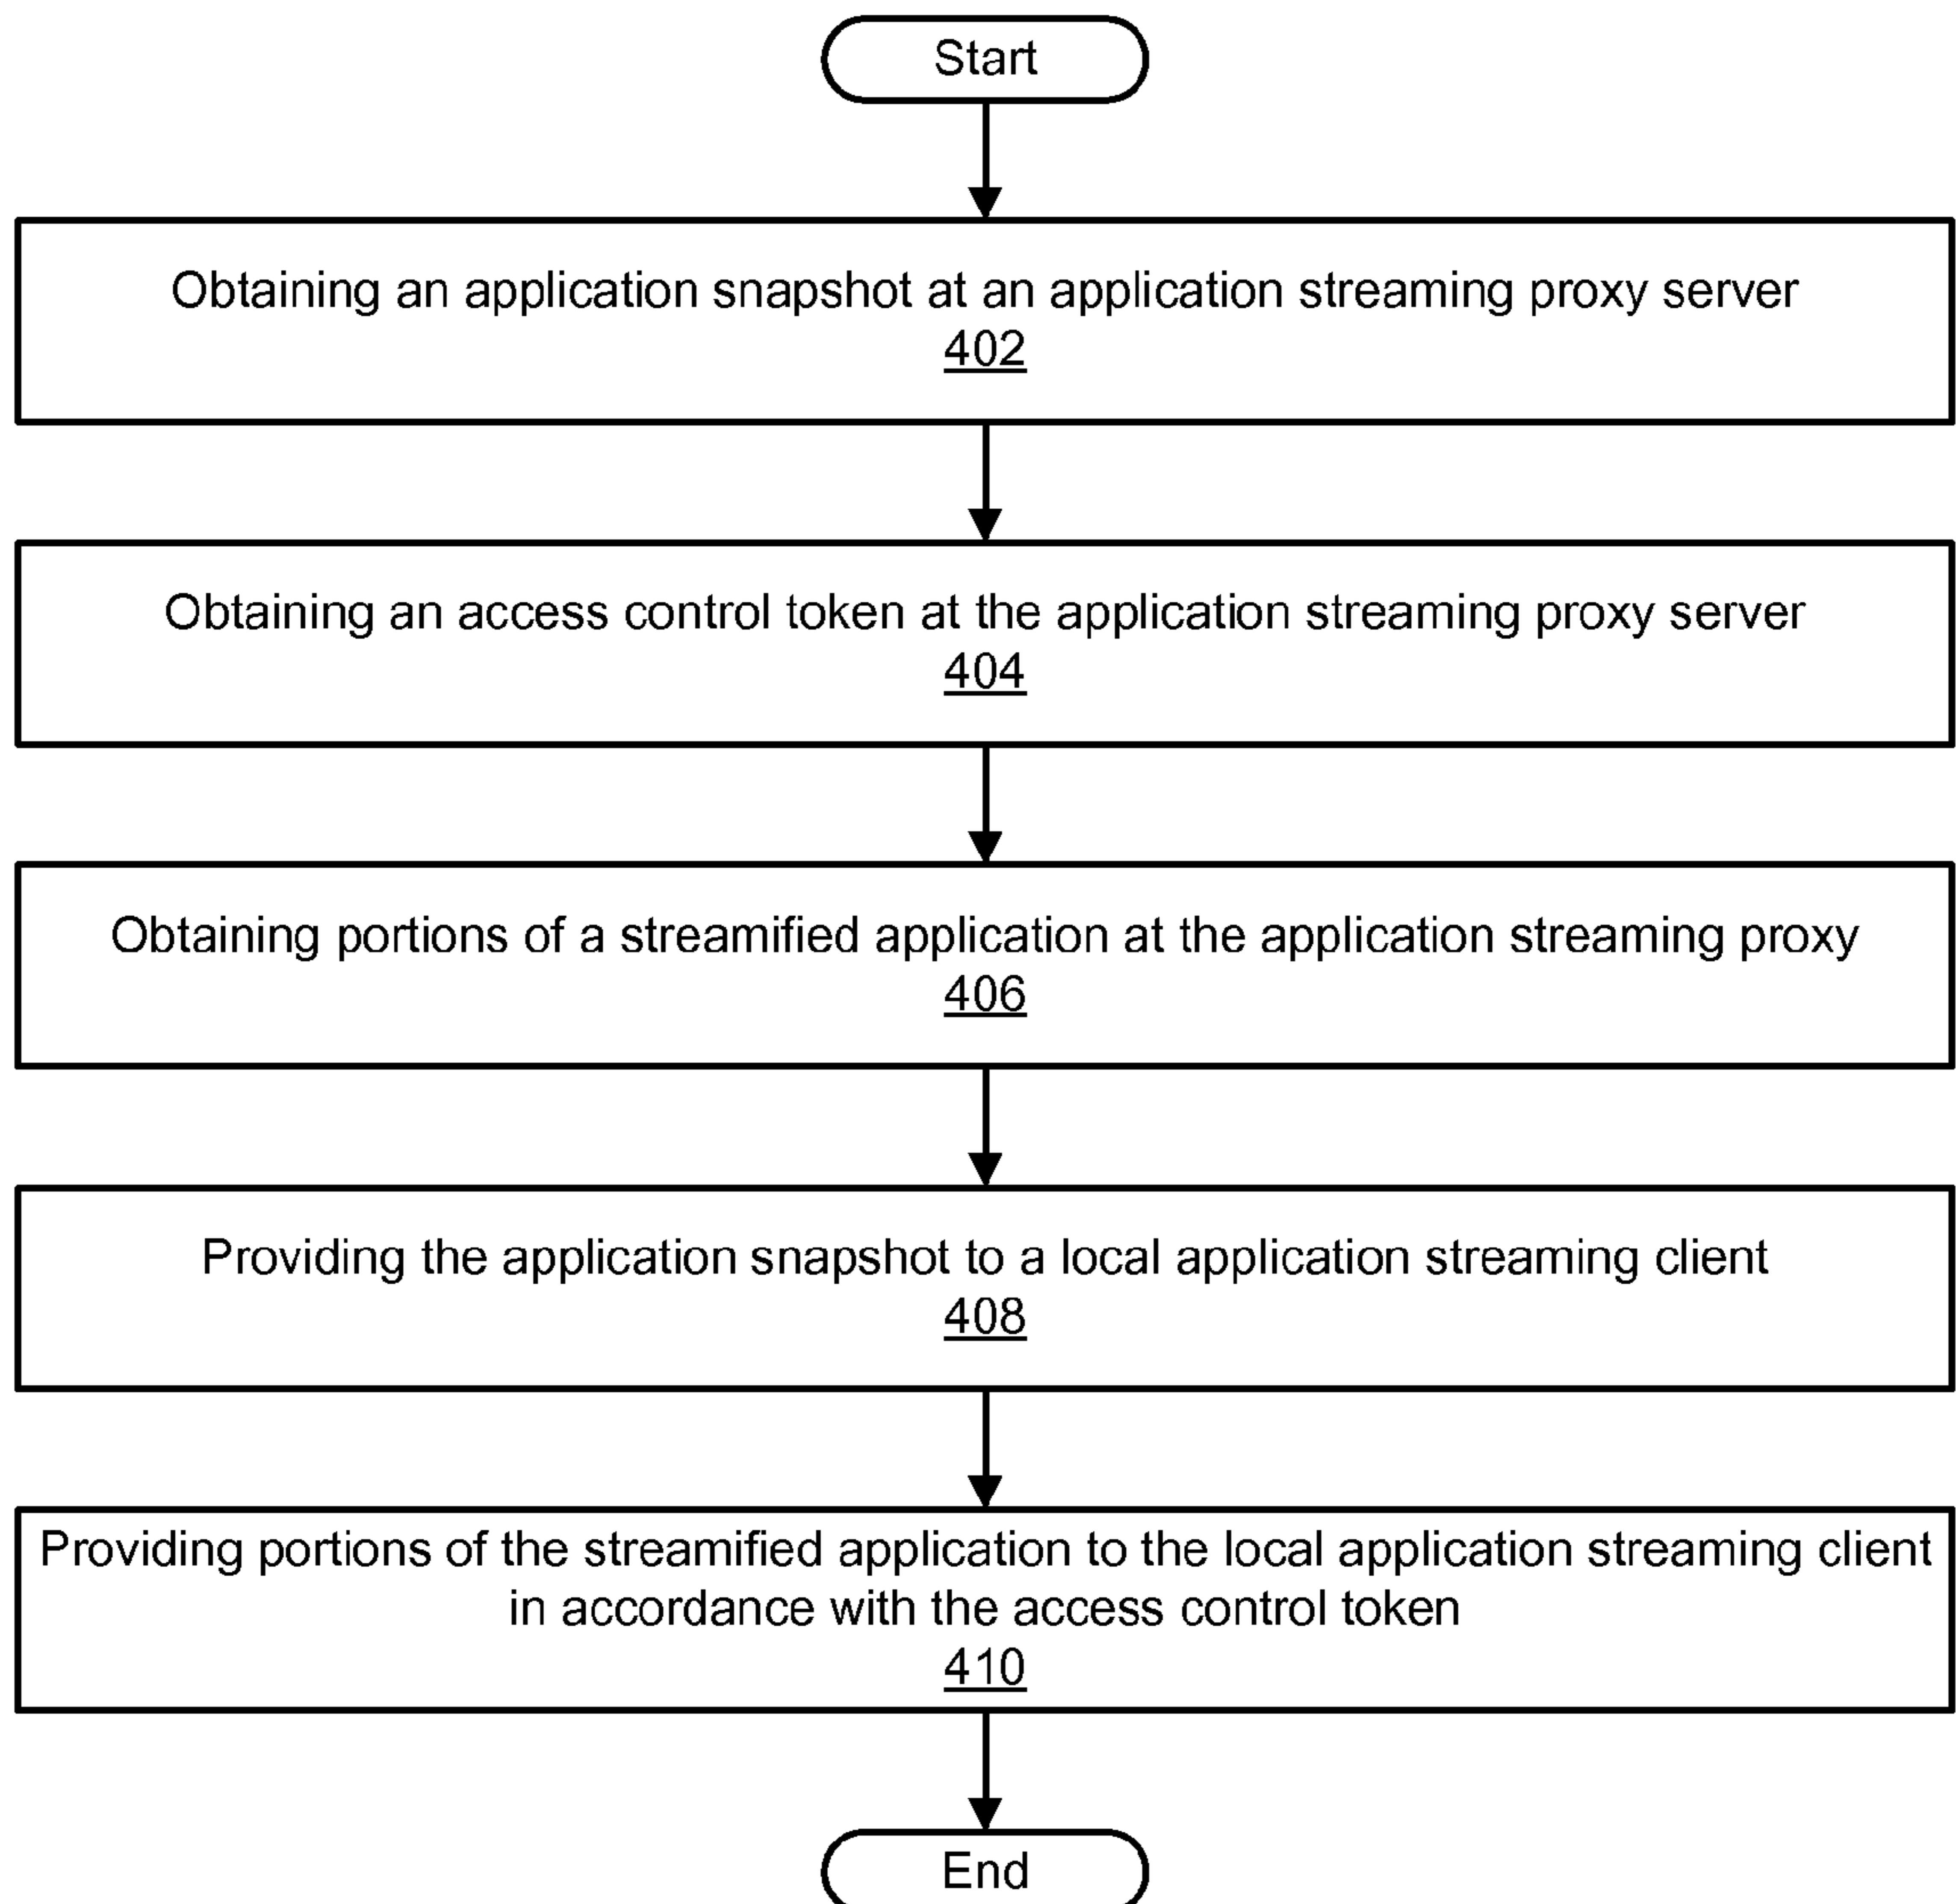 Start
Obtaining an application snapshot at an application streaming proxy server
402
Obtaining an access control token at the application streaming proxy server
404
Obtaining portions of a streamified application at the application streaming proxy
406
Providing the application snapshot to a local application streaming client
408
Providing portions of the streamified application to the local application streaming client
in accordance with the access control token
410
End